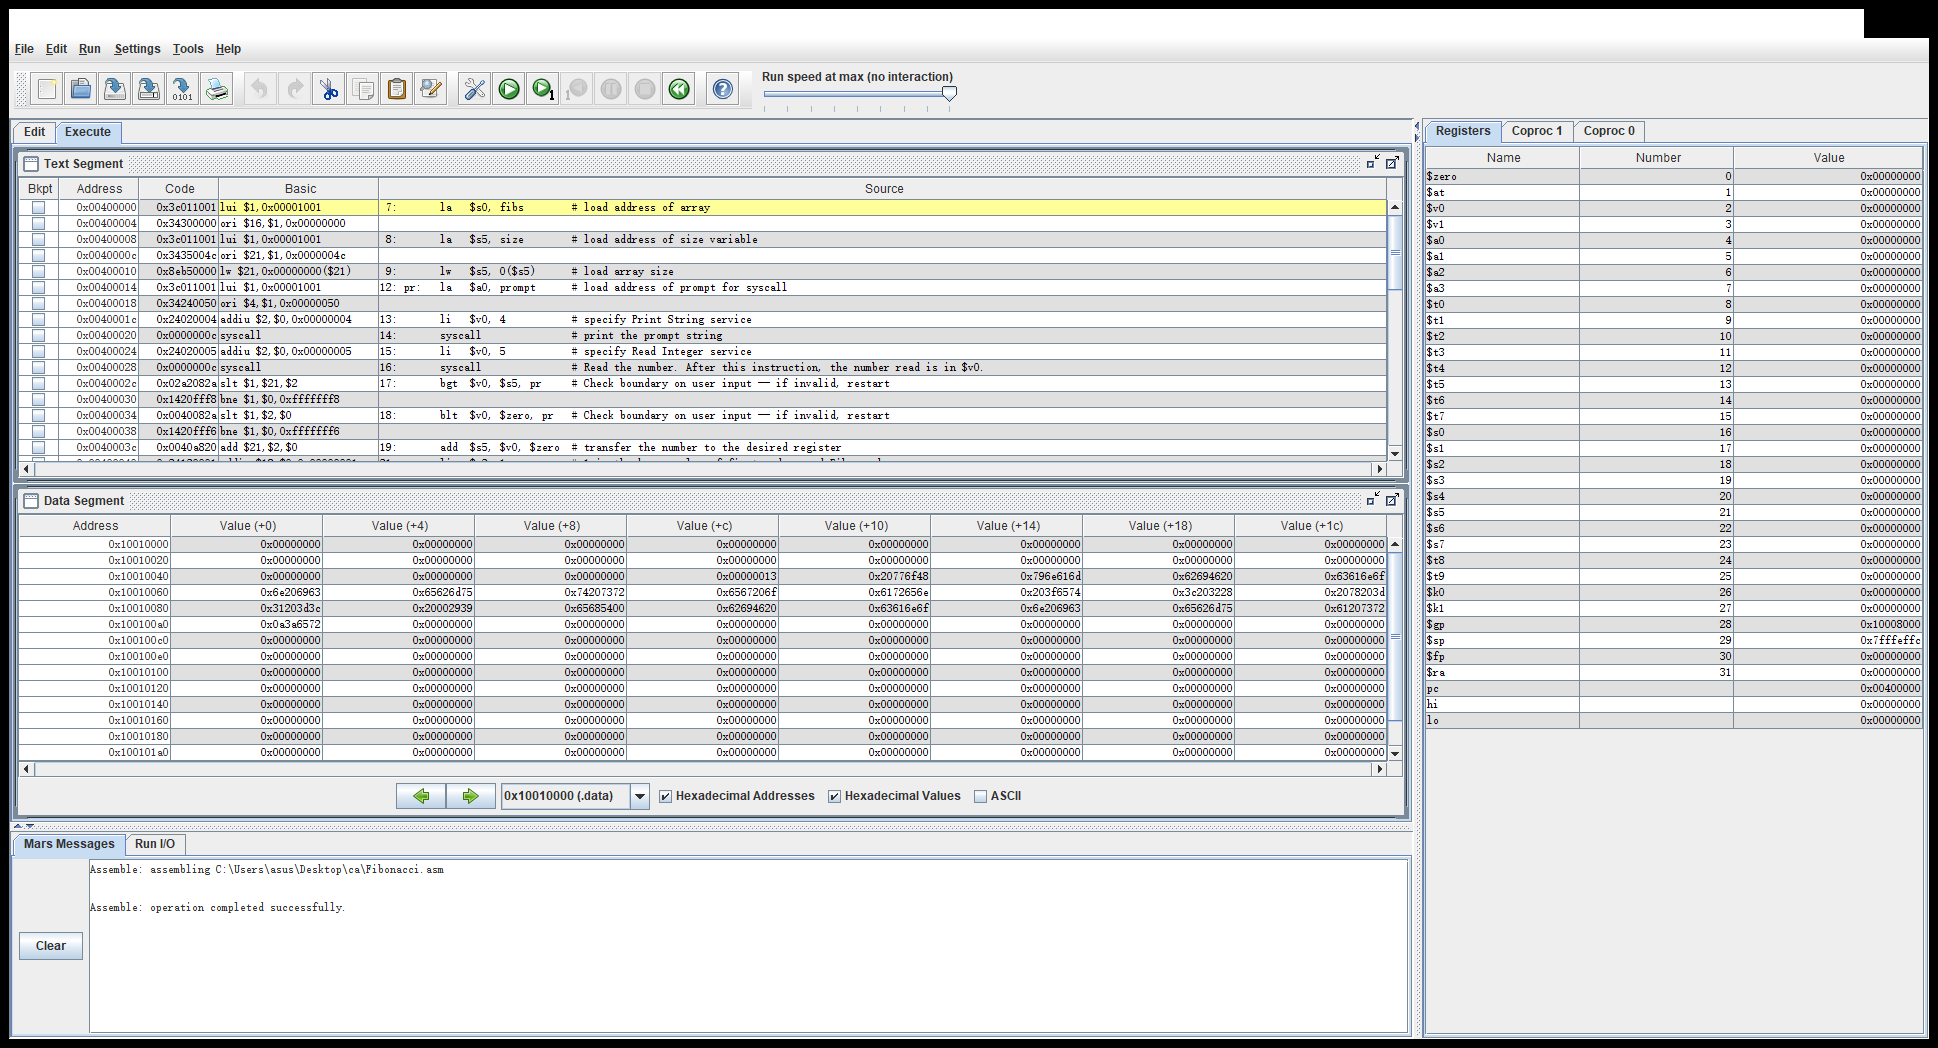 File Edit Run Settings Tools Help
Run speed at max (no interaction)
Edit Execute
Text Segment
Bkpt Address Code Basic Source
0x00400000 0x3c011001 lui $1,0x00001001 7: la $s0, fibs # load address of array
0x00400004 0x34300000 ori $16,$1,0x00000000
0x00400008 0x3c011001 lui $1,0x00001001 8: la $s5, size # load address of size variable
0x0040000c 0x3435004c ori $21,$1,0x0000004c
0x00400010 0x8eb50000 lw $21,0x00000000($21) 9: lw $s5, 0($s5) # load array size
0x00400014 0x3c011001 lui $1,0x00001001 12: pr: la $a0, prompt # load address of prompt for syscall
0x00400018 0x34240050 ori $4,$1,0x00000050
0x0040001c 0x24020004 addiu $2,$0,0x00000004 13: li $v0, 4 # specify Print String service
0x00400020 0x0000000c syscall 14: syscall # print the prompt string
0x00400024 0x24020005 addiu $2,$0,0x00000005 15: li $v0, 5 # specify Read Integer service
0x00400028 0x0000000c syscall 16: syscall # Read the number. After this instruction, the number read is in $v0.
0x0040002c 0x02a2082a slt $1,$21,$2 17: bgt $v0, $s5, pr # Check boundary on user input — if invalid, restart
0x00400030 0x1420fff8 bne $1,$0,0xfffffff8
0x00400034 0x0040082a slt $1,$2,$0 18: blt $v0, $zero, pr # Check boundary on user input — if invalid, restart
0x00400038 0x1420fff6 bne $1,$0,0xfffffff6
0x0040003c 0x0040a820 add $21,$2,$0 19: add $s5, $v0, $zero # transfer the number to the desired register
Data Segment
Address Value (+0) Value (+4) Value (+8) Value (+c) Value (+10) Value (+14) Value (+18) Value (+1c)
0x10010000 0x00000000 0x00000000 0x00000000 0x00000000 0x00000000 0x00000000 0x00000000 0x00000000
0x10010020 0x00000000 0x00000000 0x00000000 0x00000000 0x00000000 0x00000000 0x00000000 0x00000000
0x10010040 0x00000000 0x00000000 0x00000000 0x00000013 0x20776f48 0x796e616d 0x62694620 0x63616e6f
0x10010060 0x6e206963 0x65626d75 0x74207372 0x6567206f 0x6172656e 0x203f6574 0x3c203228 0x2078203d
0x10010080 0x31203d3c 0x20002939 0x65685400 0x62694620 0x63616e6f 0x6e206963 0x65626d75 0x61207372
0x100100a0 0x0a3a6572 0x00000000 0x00000000 0x00000000 0x00000000 0x00000000 0x00000000 0x00000000
0x100100c0 0x00000000 0x00000000 0x00000000 0x00000000 0x00000000 0x00000000 0x00000000 0x00000000
0x100100e0 0x00000000 0x00000000 0x00000000 0x00000000 0x00000000 0x00000000 0x00000000 0x00000000
0x10010100 0x00000000 0x00000000 0x00000000 0x00000000 0x00000000 0x00000000 0x00000000 0x00000000
0x10010120 0x00000000 0x00000000 0x00000000 0x00000000 0x00000000 0x00000000 0x00000000 0x00000000
0x10010140 0x00000000 0x00000000 0x00000000 0x00000000 0x00000000 0x00000000 0x00000000 0x00000000
0x10010160 0x00000000 0x00000000 0x00000000 0x00000000 0x00000000 0x00000000 0x00000000 0x00000000
0x10010180 0x00000000 0x00000000 0x00000000 0x00000000 0x00000000 0x00000000 0x00000000 0x00000000
0x100101a0 0x00000000 0x00000000 0x00000000 0x00000000 0x00000000 0x00000000 0x00000000 0x00000000
0x10010000 (.data) Hexadecimal Addresses Hexadecimal Values ASCII
Mars Messages Run I/O
Assemble: assembling C:\Users\asus\Desktop\ca\Fibonacci.asm
Assemble: operation completed successfully.
Clear
Registers Coproc 1 Coproc 0
Name Number Value
$zero 0 0x00000000
$at 1 0x00000000
$v0 2 0x00000000
$v1 3 0x00000000
$a0 4 0x00000000
$a1 5 0x00000000
$a2 6 0x00000000
$a3 7 0x00000000
$t0 8 0x00000000
$t1 9 0x00000000
$t2 10 0x00000000
$t3 11 0x00000000
$t4 12 0x00000000
$t5 13 0x00000000
$t6 14 0x00000000
$t7 15 0x00000000
$s0 16 0x00000000
$s1 17 0x00000000
$s2 18 0x00000000
$s3 19 0x00000000
$s4 20 0x00000000
$s5 21 0x00000000
$s6 22 0x00000000
$s7 23 0x00000000
$t8 24 0x00000000
$t9 25 0x00000000
$k0 26 0x00000000
$k1 27 0x00000000
$gp 28 0x10008000
$sp 29 0x7fffeffc
$fp 30 0x00000000
$ra 31 0x00000000
pc 0x00400000
hi 0x00000000
lo 0x00000000